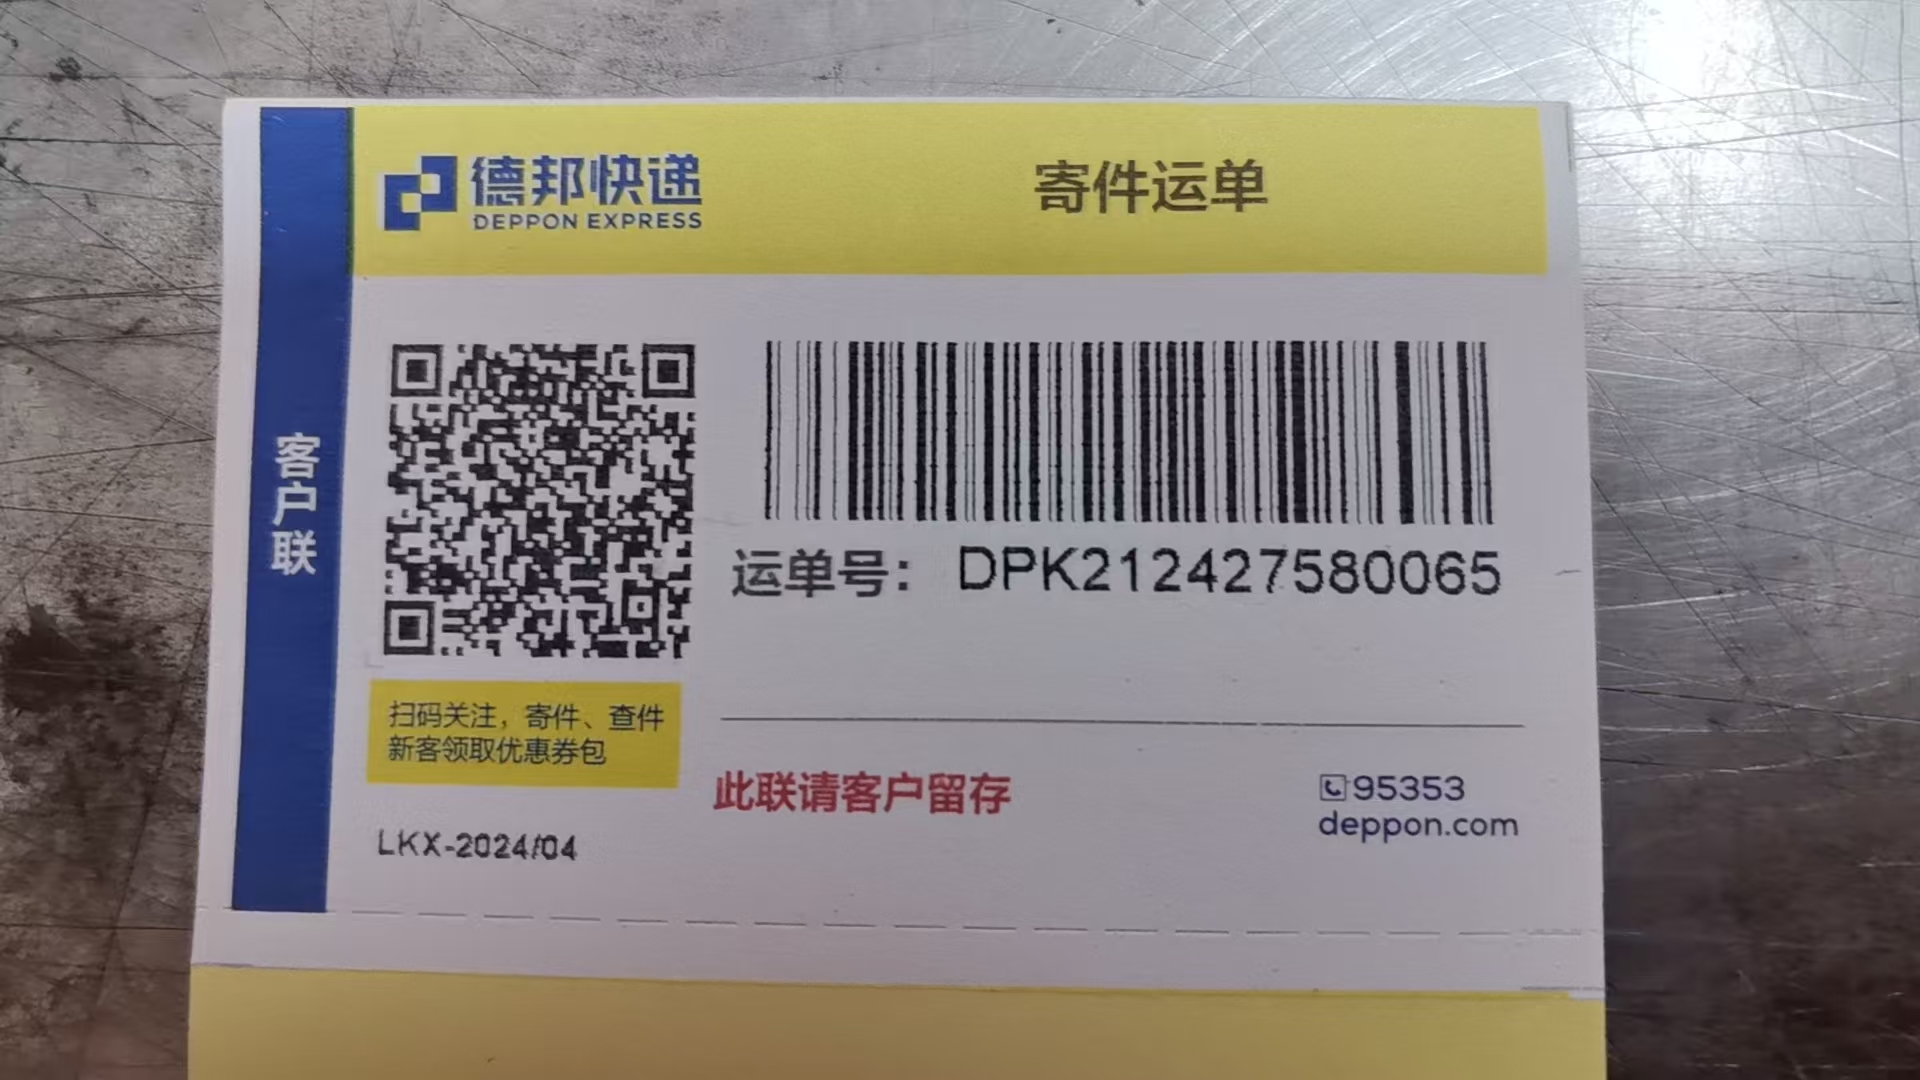 德邦快递
DEPPON EXPRESS
寄件运单
客户联
运单号： DPK212427580065
扫码关注，寄件、查件
新客领取优惠券包
此联请客户留存
95353
deppon.com
LKX-2024/04